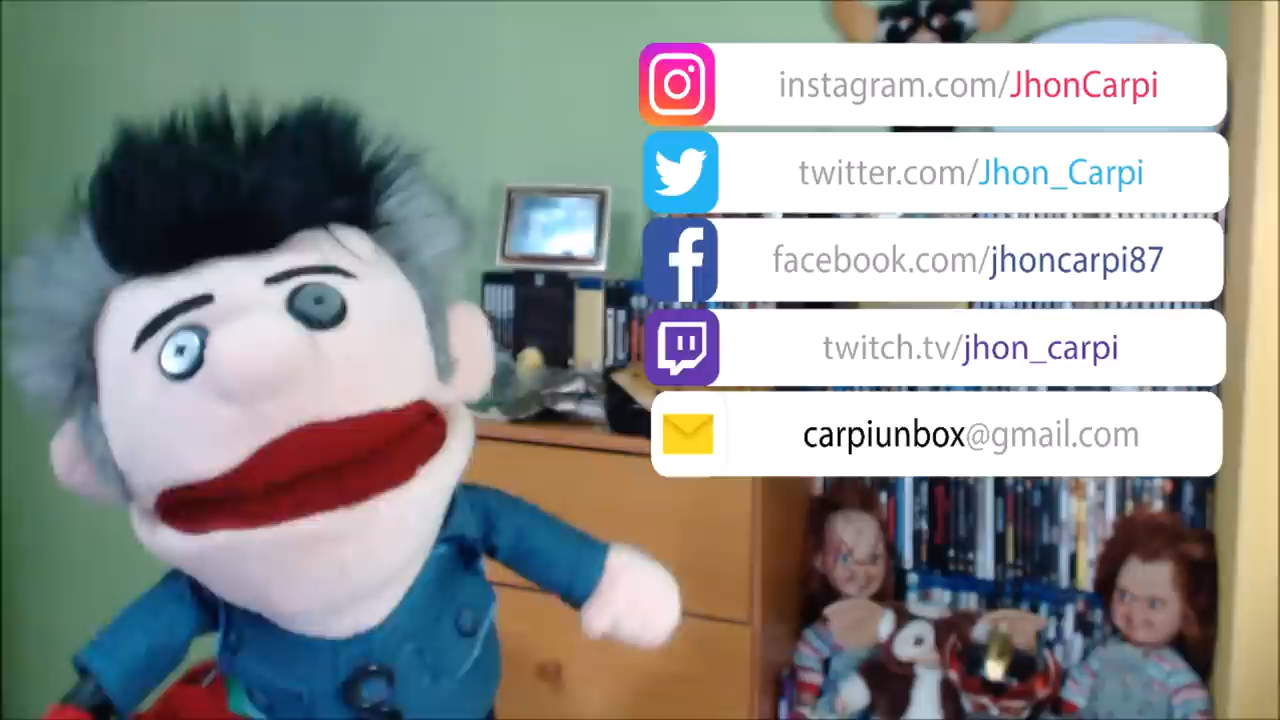 instagram.com/JhonCarpi
twitter.com/Jhon_Carpi
facebook.com/jhoncarpi87
twitch.tv/jhon_carpi
carpiunbox@gmail.com